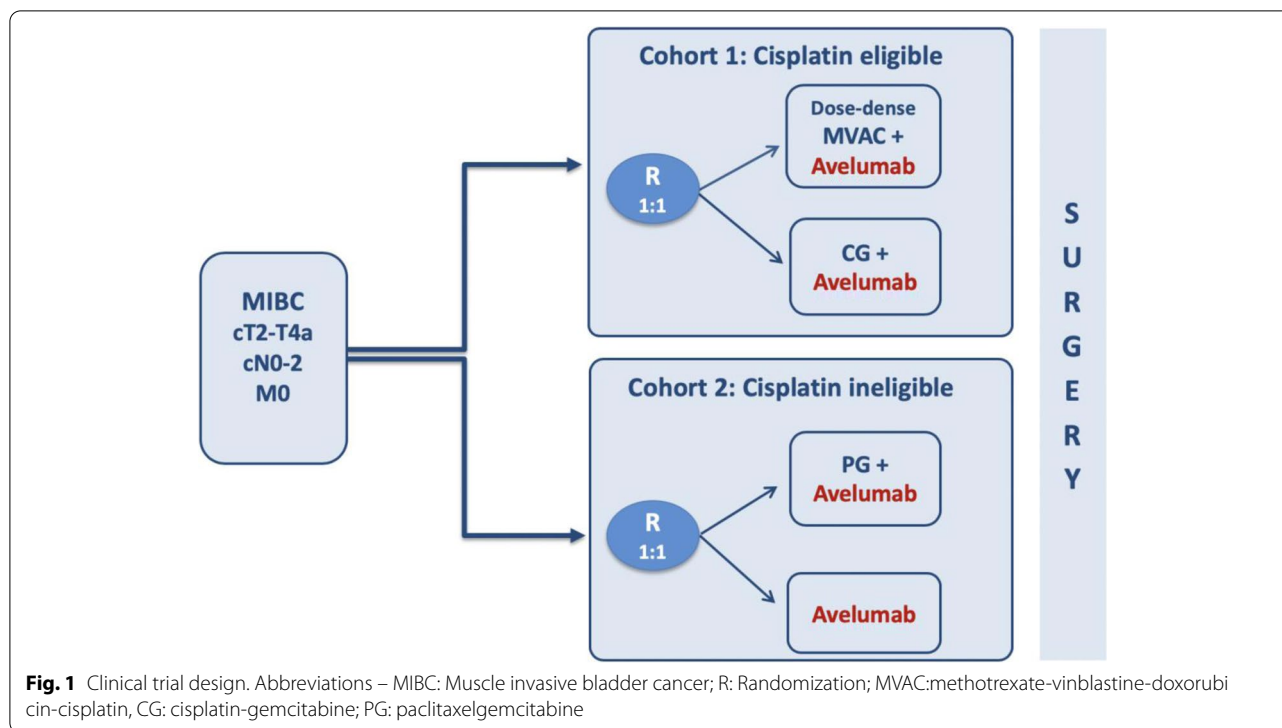 Cohort 1: Cisplatin eligible
Dose-dense
MVAC +
Avelumab
R
1:1
CG +
Avelumab
MIBC
cT2-T4a
cN0-2
M0
Cohort 2: Cisplatin ineligible
PG +
Avelumab
R
1:1
Avelumab
S
U
R
G
E
R
Y
Fig. 1 Clinical trial design. Abbreviations – MIBC: Muscle invasive bladder cancer; R: Randomization; MVAC:methotrexate-vinblastine-doxorubi
cin-cisplatin, CG: cisplatin-gemcitabine; PG: paclitaxelgemcitabine